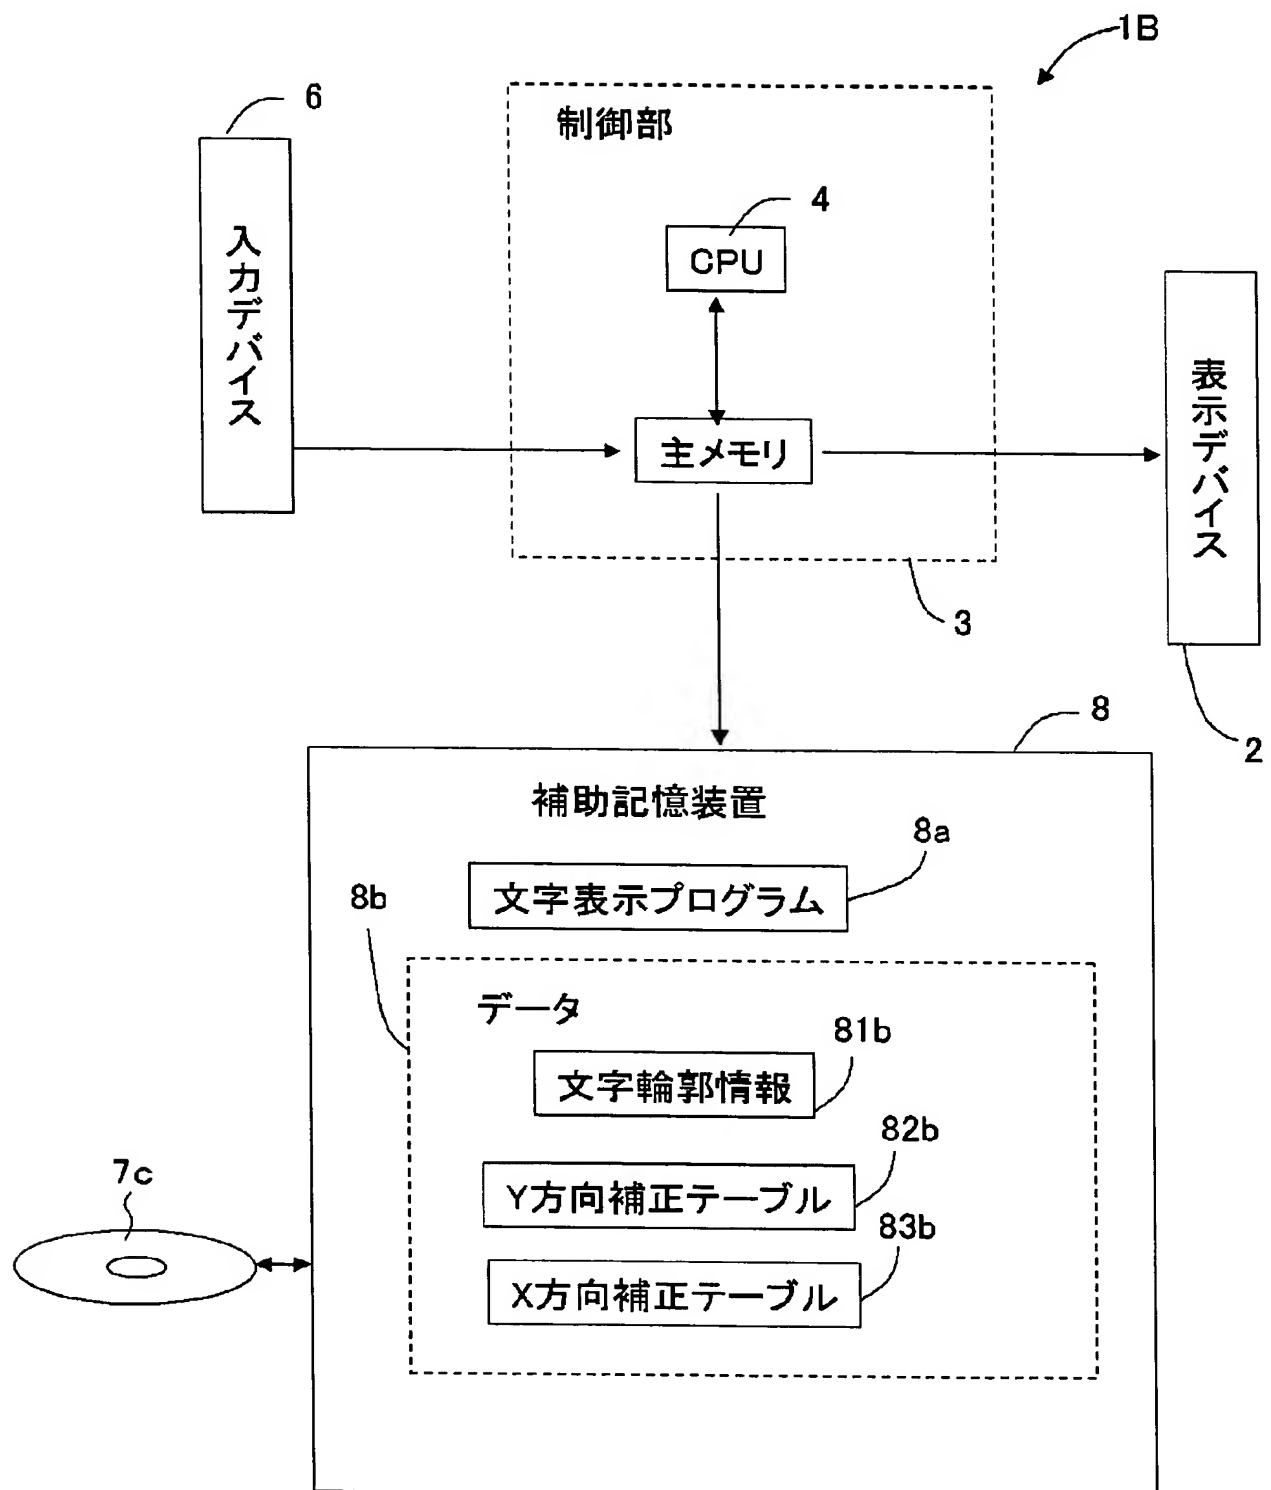 1B
6
制御部
4
CPU
入力デバイス
主メモリ
表示デバイス
3
2
8
補助記憶装置
8a
文字表示プログラム
8b
データ
81b
文字輪郭情報
82b
Y方向補正テーブル
83b
X方向補正テーブル
7c